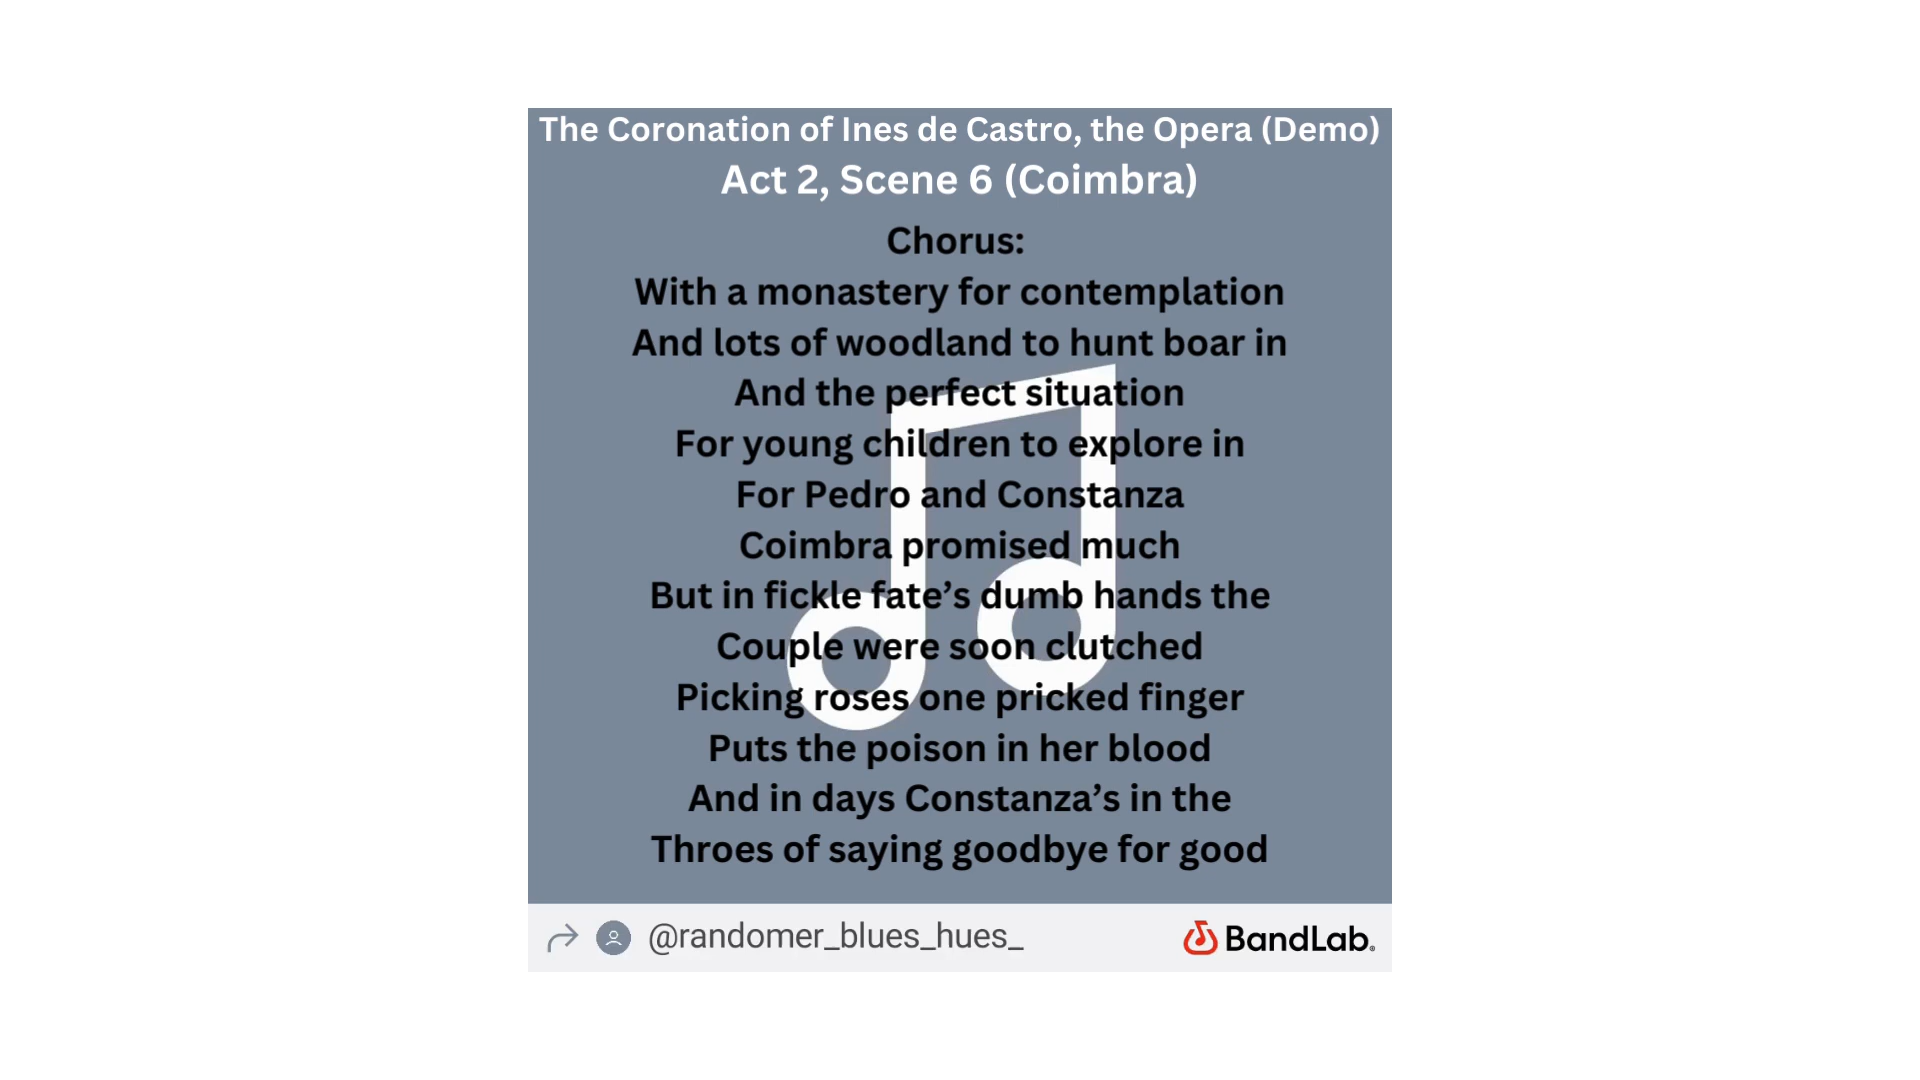 The Coronation of Ines de Castro, the Opera (Demo)
Act 2, Scene 6 (Coimbra)
Chorus:
With a monastery for contemplation
And lots of woodland to hunt boar in
And the perfect situation
For young children to explore in
For Pedro and Constanza
Coimbra promised much
But in fickle fate’s dumb hands the
Couple were soon clutched
Picking roses one pricked finger
Puts the poison in her blood
And in days Constanza’s in the
Throes of saying goodbye for good
@randomer_blues_hues_
BandLab®